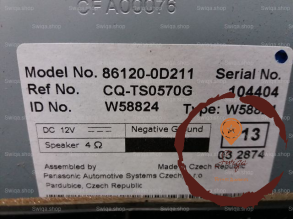 CFA00076
Model No. 86120-0D211 Serial No.
Ref No. CQ-TS0570G 104404
ID No. W58824 Type: W58824
DC 12V Negative Ground
Speaker 4 Ω
13
03 2874
Assembled by Made in Czech Republic
Panasonic Automotive Systems Czech s.r.o
Pardubice, Czech Republic